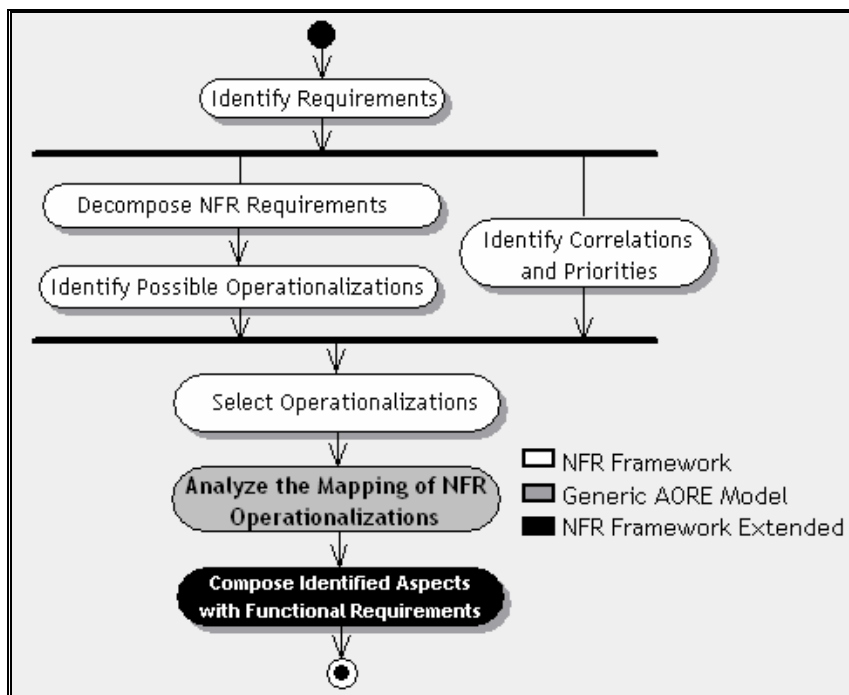 Identify Requirements
Decompose NFR Requirements
Identify Possible Operationalizations
Identify Correlations
and Priorities
Select Operationalizations
Analyze the Mapping of NFR
Operationalizations
Compose Identified Aspects
with Functional Requirements
NFR Framework
Generic AORE Model
NFR Framework Extended